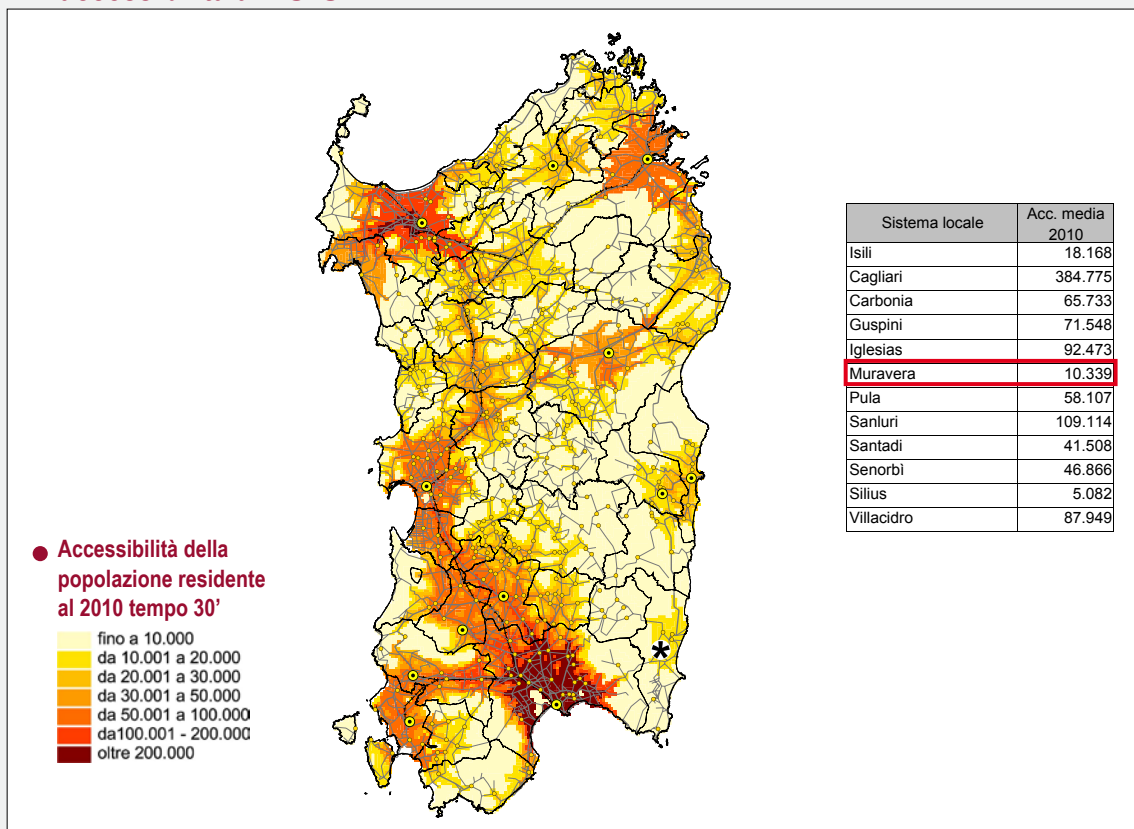 Sistema locale
Acc. media
2010
Isili 18.168
Cagliari 384.775
Carbonia 65.733
Guspini 71.548
Iglesias 92.473
Muravera 10.339
Pula 58.107
Sanluri 109.114
Santadi 41.508
Senorbì 46.866
Silius 5.082
Villacidro 87.949
● Accessibilità della
popolazione residente
al 2010 tempo 30’
fino a 10.000
da 10.001 a 20.000
da 20.001 a 30.000
da 30.001 a 50.000
da 50.001 a 100.000
da100.001 - 200.000
oltre 200.000
*